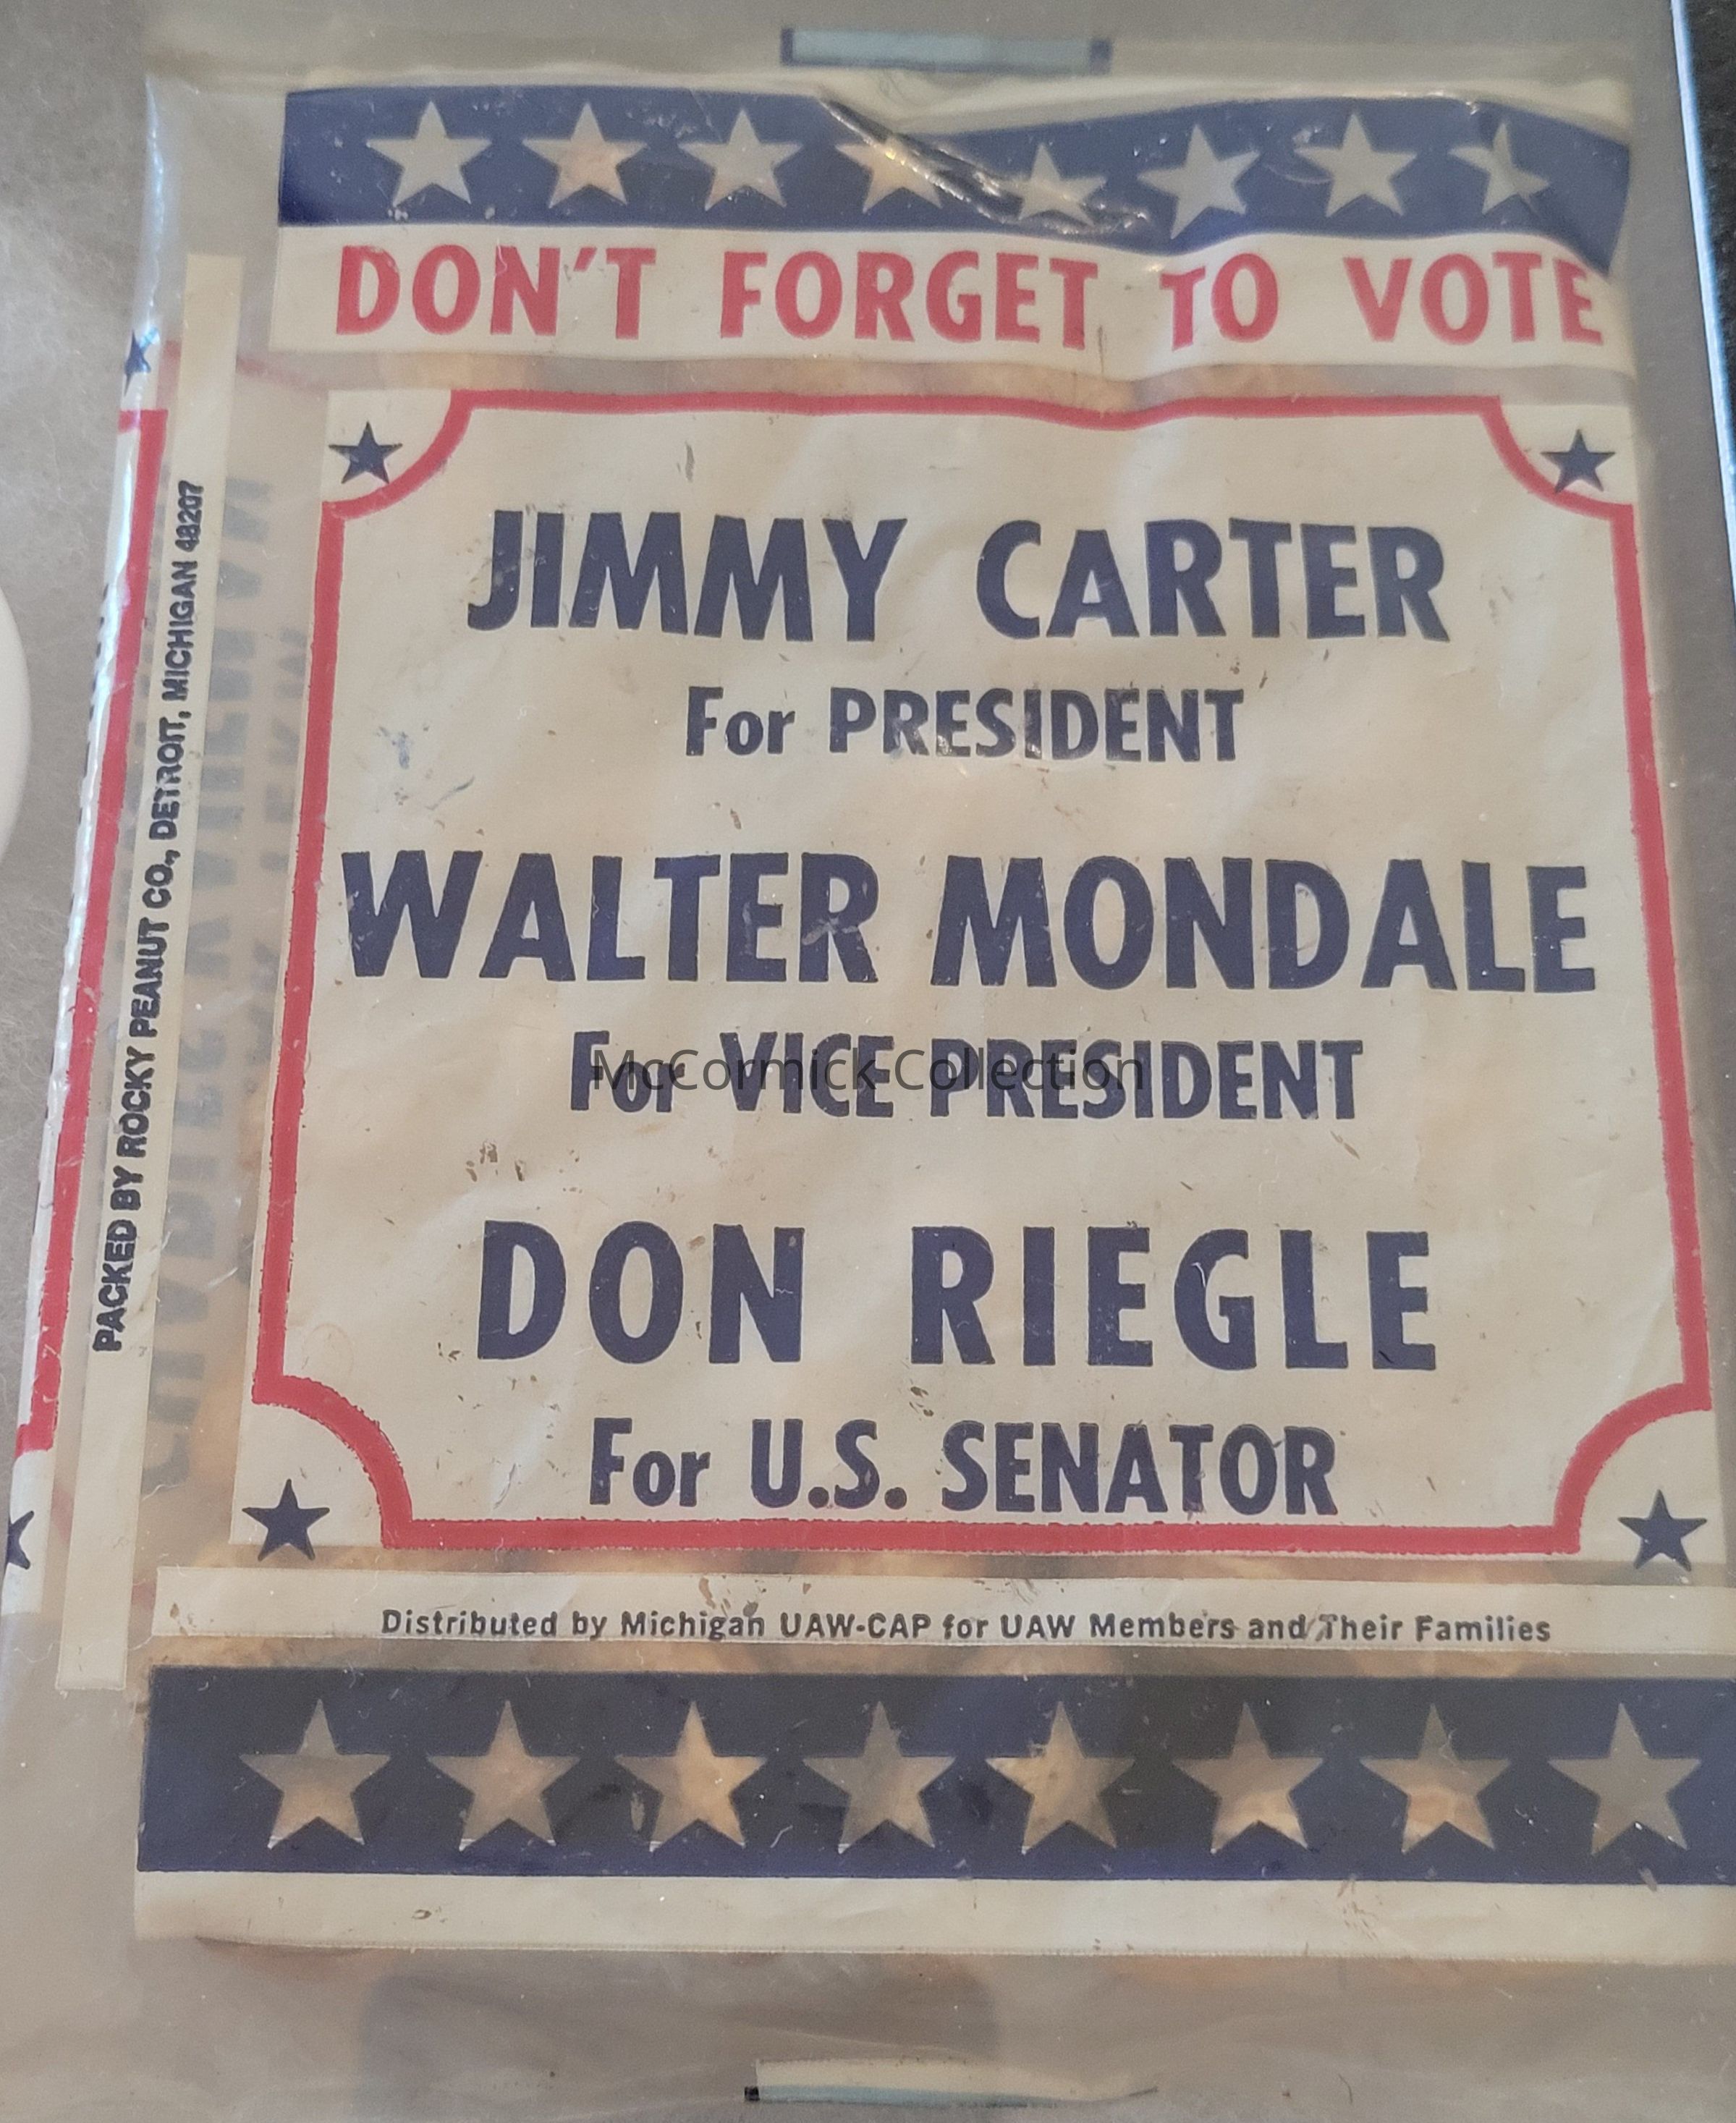 DON'T FORGET TO VOTE
JIMMY CARTER
For PRESIDENT
WALTER MONDALE
For VICE PRESIDENT
McCormick Collection
DON RIEGLE
For U.S. SENATOR
Distributed by Michigan UAW-CAP for UAW Members and Their Families
PACKED BY ROCKY PEANUT CO., DETROIT, MICHIGAN 48207